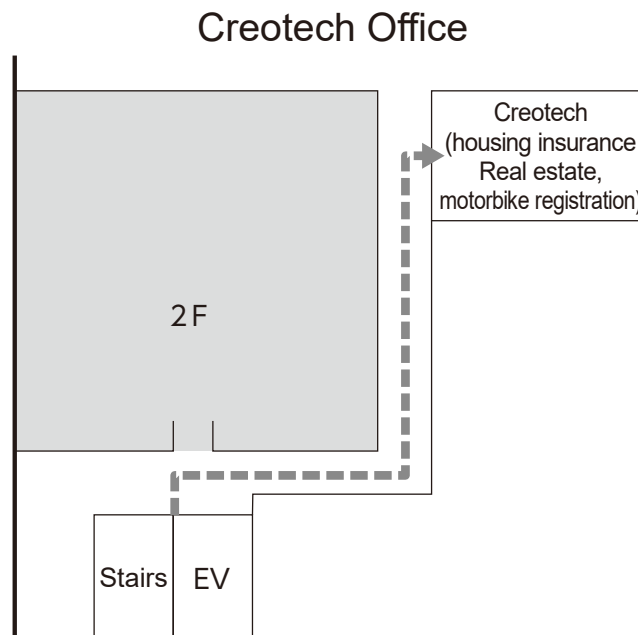 Creotech Office
Creotech
(housing insurance
Real estate,
motorbike registration)
2F
Stairs
EV